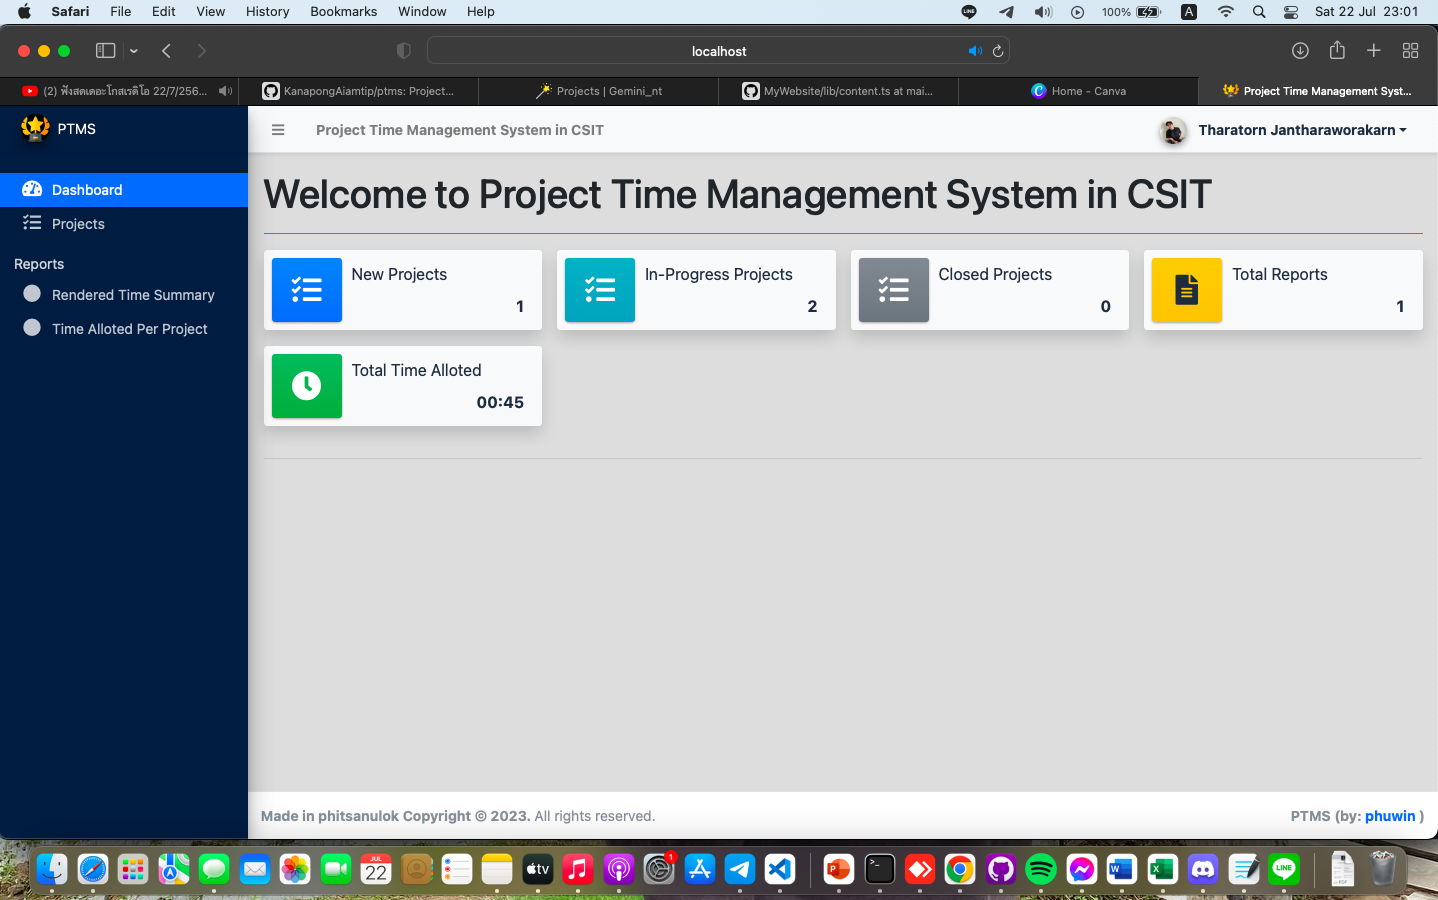 Safari File Edit View History Bookmarks Window Help 100% A Sat 22 Jul 23:01
localhost
(2) ฟังสดเดอะโกสเรดิโอ 22/7/256... KanapongAiamtip/ptms: Project... Projects | Gemini_nt MyWebsite/lib/content.ts at mai... Home - Canva Project Time Management Syst...
PTMS
Project Time Management System in CSIT
Tharatorn Jantharaworakarn
Dashboard
Projects
Reports
Rendered Time Summary
Time Alloted Per Project
Welcome to Project Time Management System in CSIT
New Projects
1
In-Progress Projects
2
Closed Projects
0
Total Reports
1
Total Time Alloted
00:45
Made in phitsanulok Copyright © 2023. All rights reserved.
PTMS (by: phuwin )
JUL
22
tv
1
P
W
X
LINE
PDF